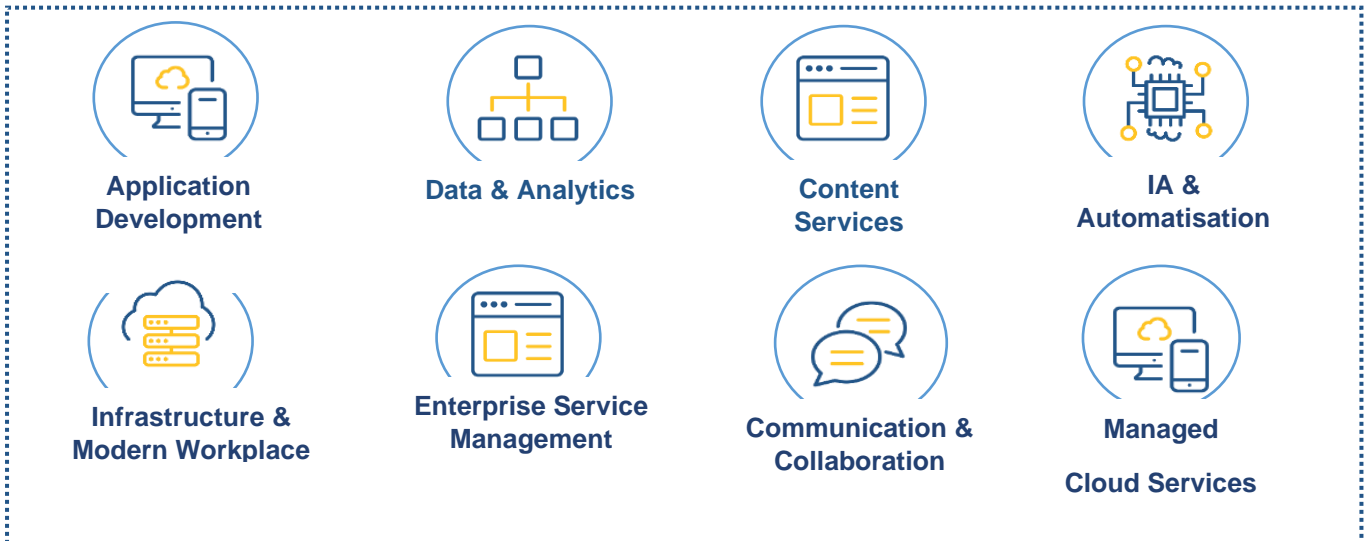 Application
Development
Data & Analytics
Content
Services
IA &
Automatisation
Infrastructure &
Modern Workplace
Enterprise Service
Management
Communication &
Collaboration
Managed
Cloud Services